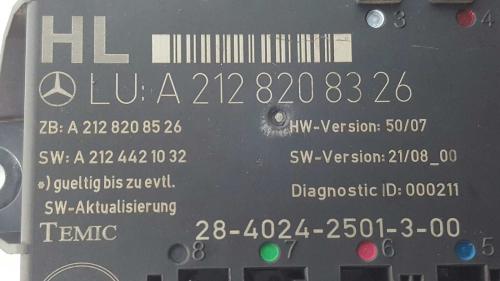 3 4
HL
LU: A 212 820 83 26
ZB: A 212 820 85 26
HW-Version: 50/07
SW: A 212 442 10 32
SW-Version: 21/08_00
*) gueltig bis zu evtl.
SW-Aktualisierung
Diagnostic ID: 000211
TEMIC
28-4024-2501-3-00
8 7 6 5